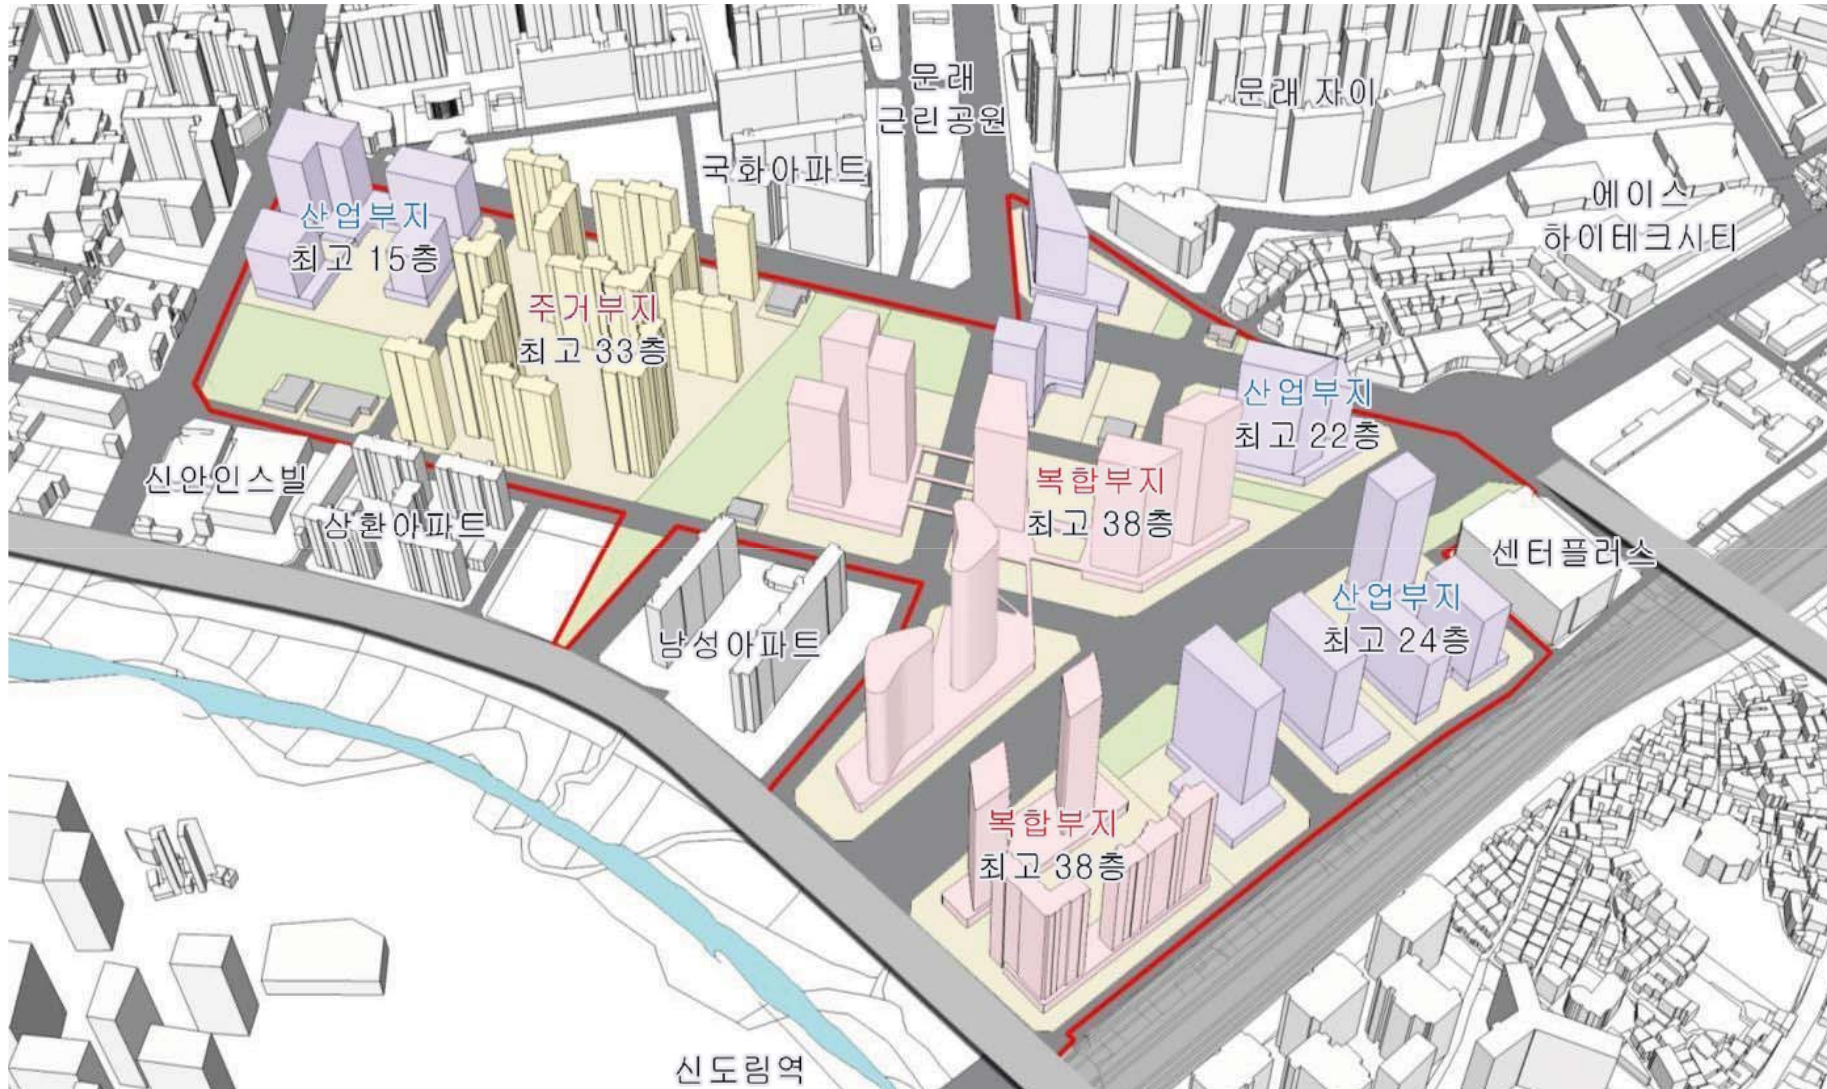 문래
근린공원
문래 자이
국화아파트
에이스
하이테크시티
산업부지
최고 15층
주거부지
최고 33층
산업부지
최고 22층
신안인스빌
삼환아파트
복합부지
최고 38층
센터플러스
남성아파트
산업부지
최고 24층
복합부지
최고 38층
신도림역